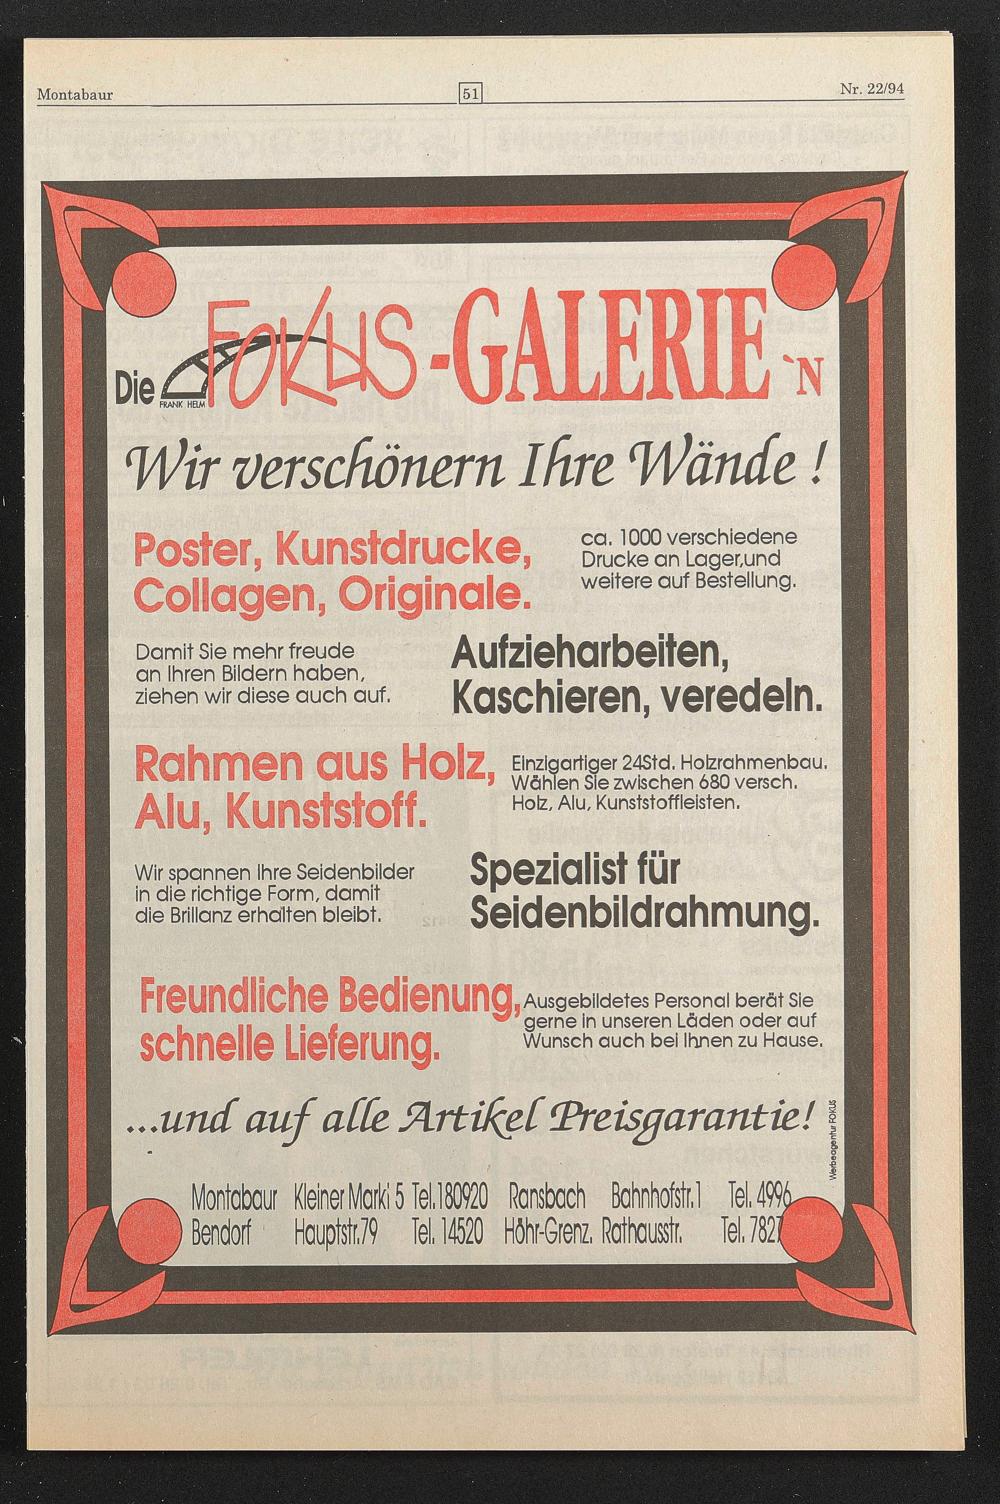 Montabaur
51
Nr. 22/94
Die FOKUS-GALERIE `N
FRANK HELM
Wir verschönern Ihre Wände !
Poster, Kunstdrucke,
Collagen, Originale.
ca. 1000 verschiedene
Drucke an Lager,und
weitere auf Bestellung.
Damit Sie mehr freude
an Ihren Bildern haben,
ziehen wir diese auch auf.
Aufzieharbeiten,
Kaschieren, veredeln.
Rahmen aus Holz,
Alu, Kunststoff.
Einzigartiger 24Std. Holzrahmenbau.
Wählen Sie zwischen 680 versch.
Holz, Alu, Kunststoffleisten.
Wir spannen Ihre Seidenbilder
in die richtige Form, damit
die Brillanz erhalten bleibt.
Spezialist für
Seidenbildrahmung.
Freundliche Bedienung,
schnelle Lieferung.
Ausgebildetes Personal berät Sie
gerne in unseren Läden oder auf
Wunsch auch bei Ihnen zu Hause.
...und auf alle Artikel Preisgarantie!
Werbeagentur FOKUS
Montabaur Kleiner Markt 5 Tel.180920 Ransbach Bahnhofstr.1 Tel. 4996
Bendorf Hauptstr.79 Tel. 14520 Höhr-Grenz. Rathausstr. Tel. 7827